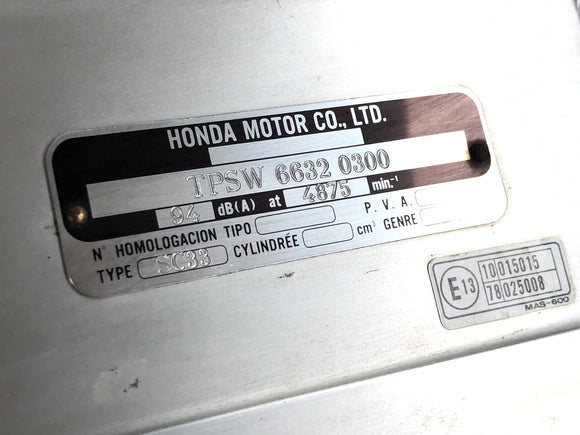 HONDA MOTOR CO., LTD.
TPSW 6632 0300
94 dB(A) at 4875 min.⁻¹
N° HOMOLOGACION TIPO P. V. A.
TYPE SC33 CYLINDRÉE cm³ GENRE
E13 10 015015
78 025008
MAS-600